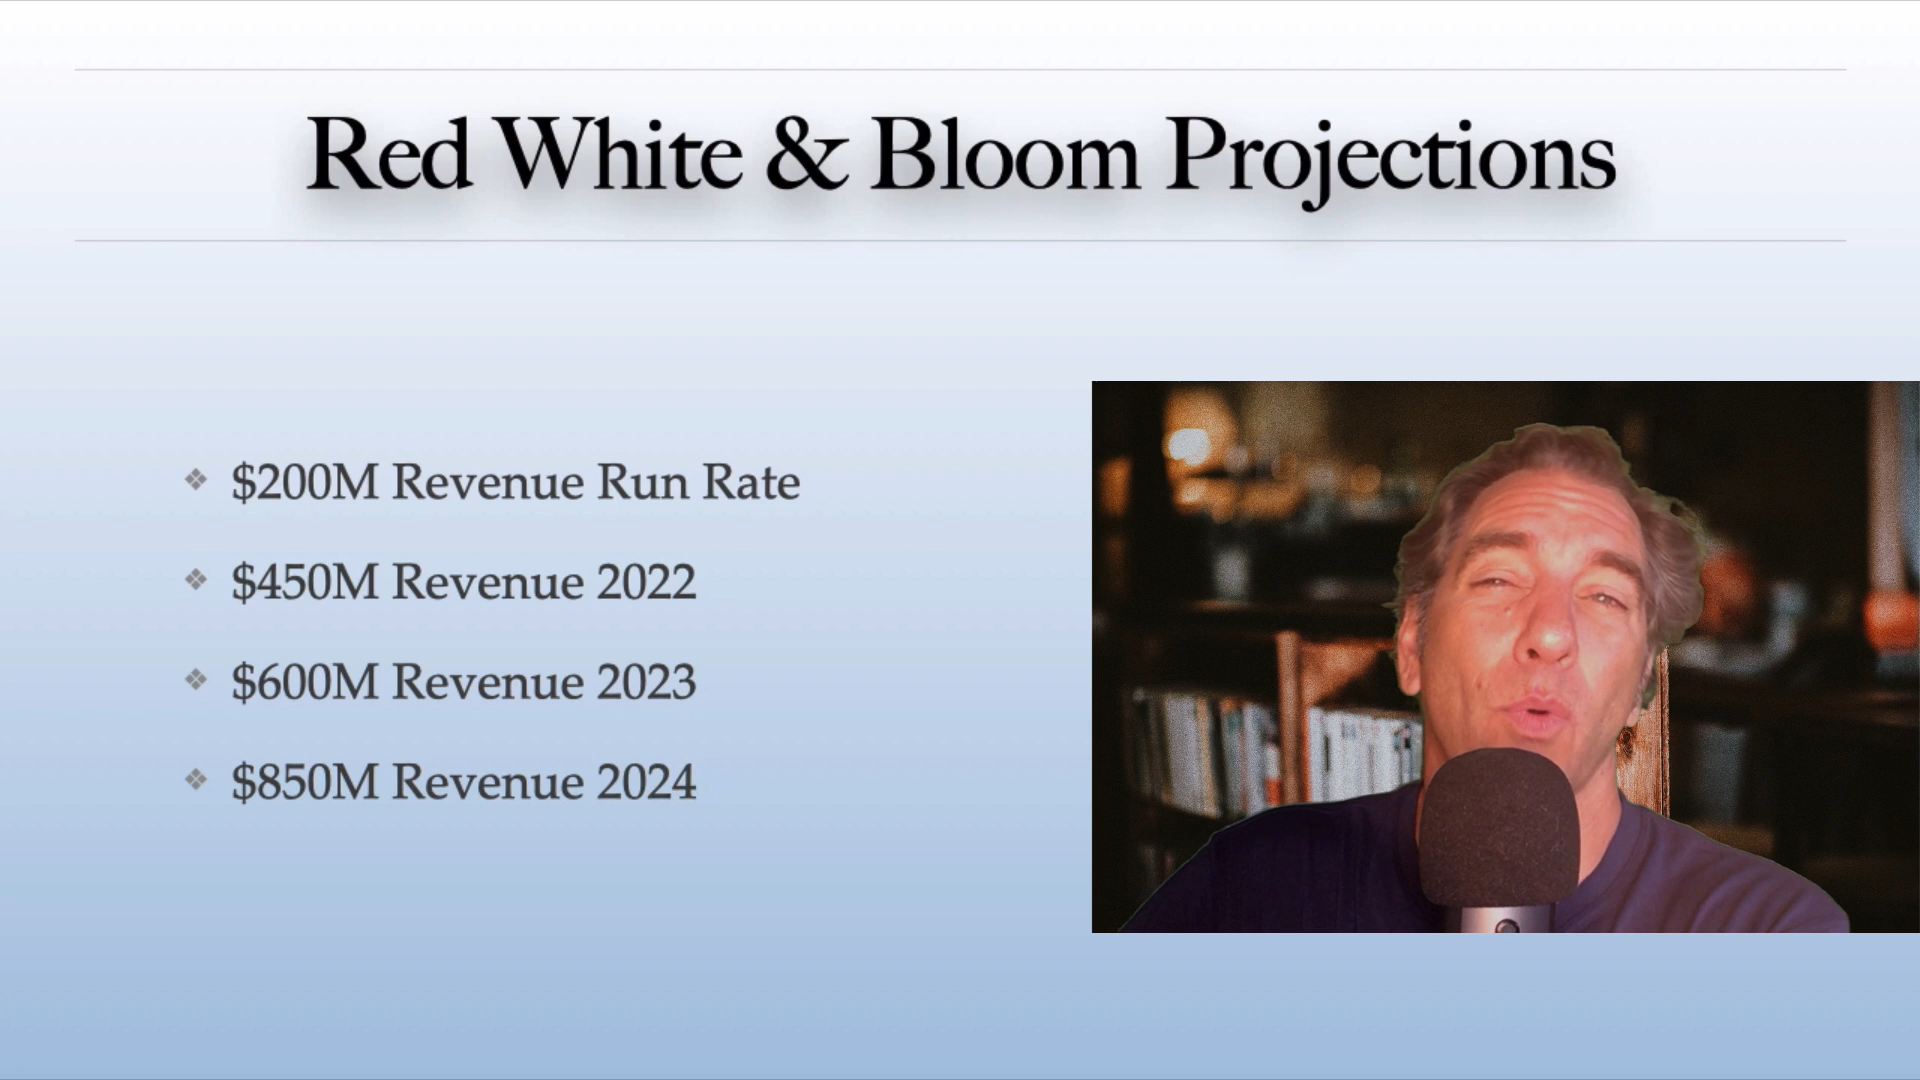 Red White & Bloom Projections
$200M Revenue Run Rate
$450M Revenue 2022
$600M Revenue 2023
$850M Revenue 2024